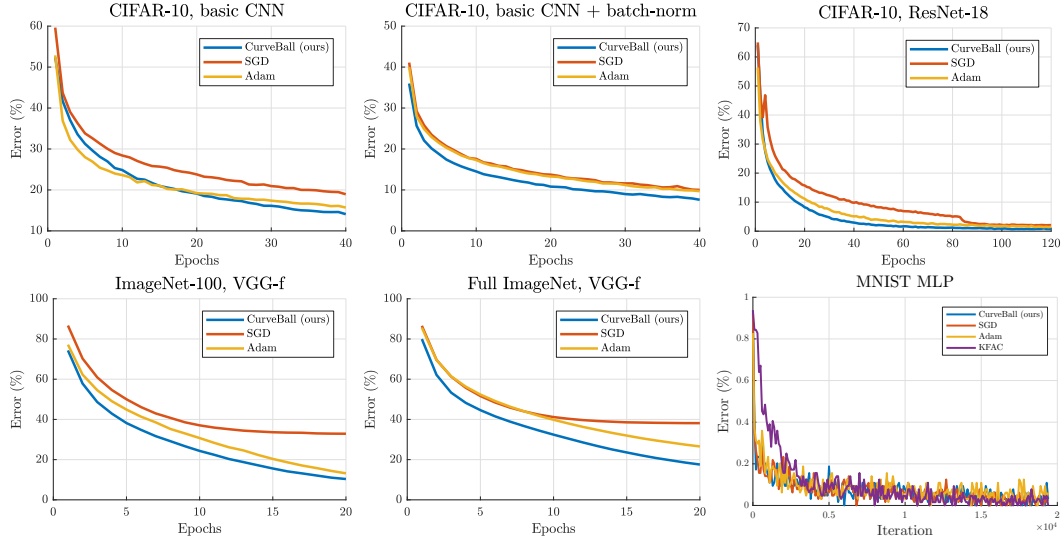 CIFAR-10, basic CNN
CurveBall (ours)
SGD
Adam
Error (%)
60
50
40
30
20
10
0
10
20
30
40
Epochs
CIFAR-10, basic CNN + batch-norm
CurveBall (ours)
SGD
Adam
Error (%)
50
40
30
20
10
0
0
10
20
30
40
Epochs
CIFAR-10, ResNet-18
CurveBall (ours)
SGD
Adam
Error (%)
70
60
50
40
30
20
10
0
0
20
40
60
80
100
120
Epochs
ImageNet-100, VGG-f
CurveBall (ours)
SGD
Adam
Error (%)
100
80
60
40
20
0
0
5
10
15
20
Epochs
Full ImageNet, VGG-f
CurveBall (ours)
SGD
Adam
Error (%)
100
80
60
40
20
0
0
5
10
15
20
Epochs
MNIST MLP
CurveBall (ours)
SGD
Adam
KFAC
Error (%)
1
0.8
0.6
0.4
0.2
0
0
0.5
1
1.5
2
×10⁴
Iteration